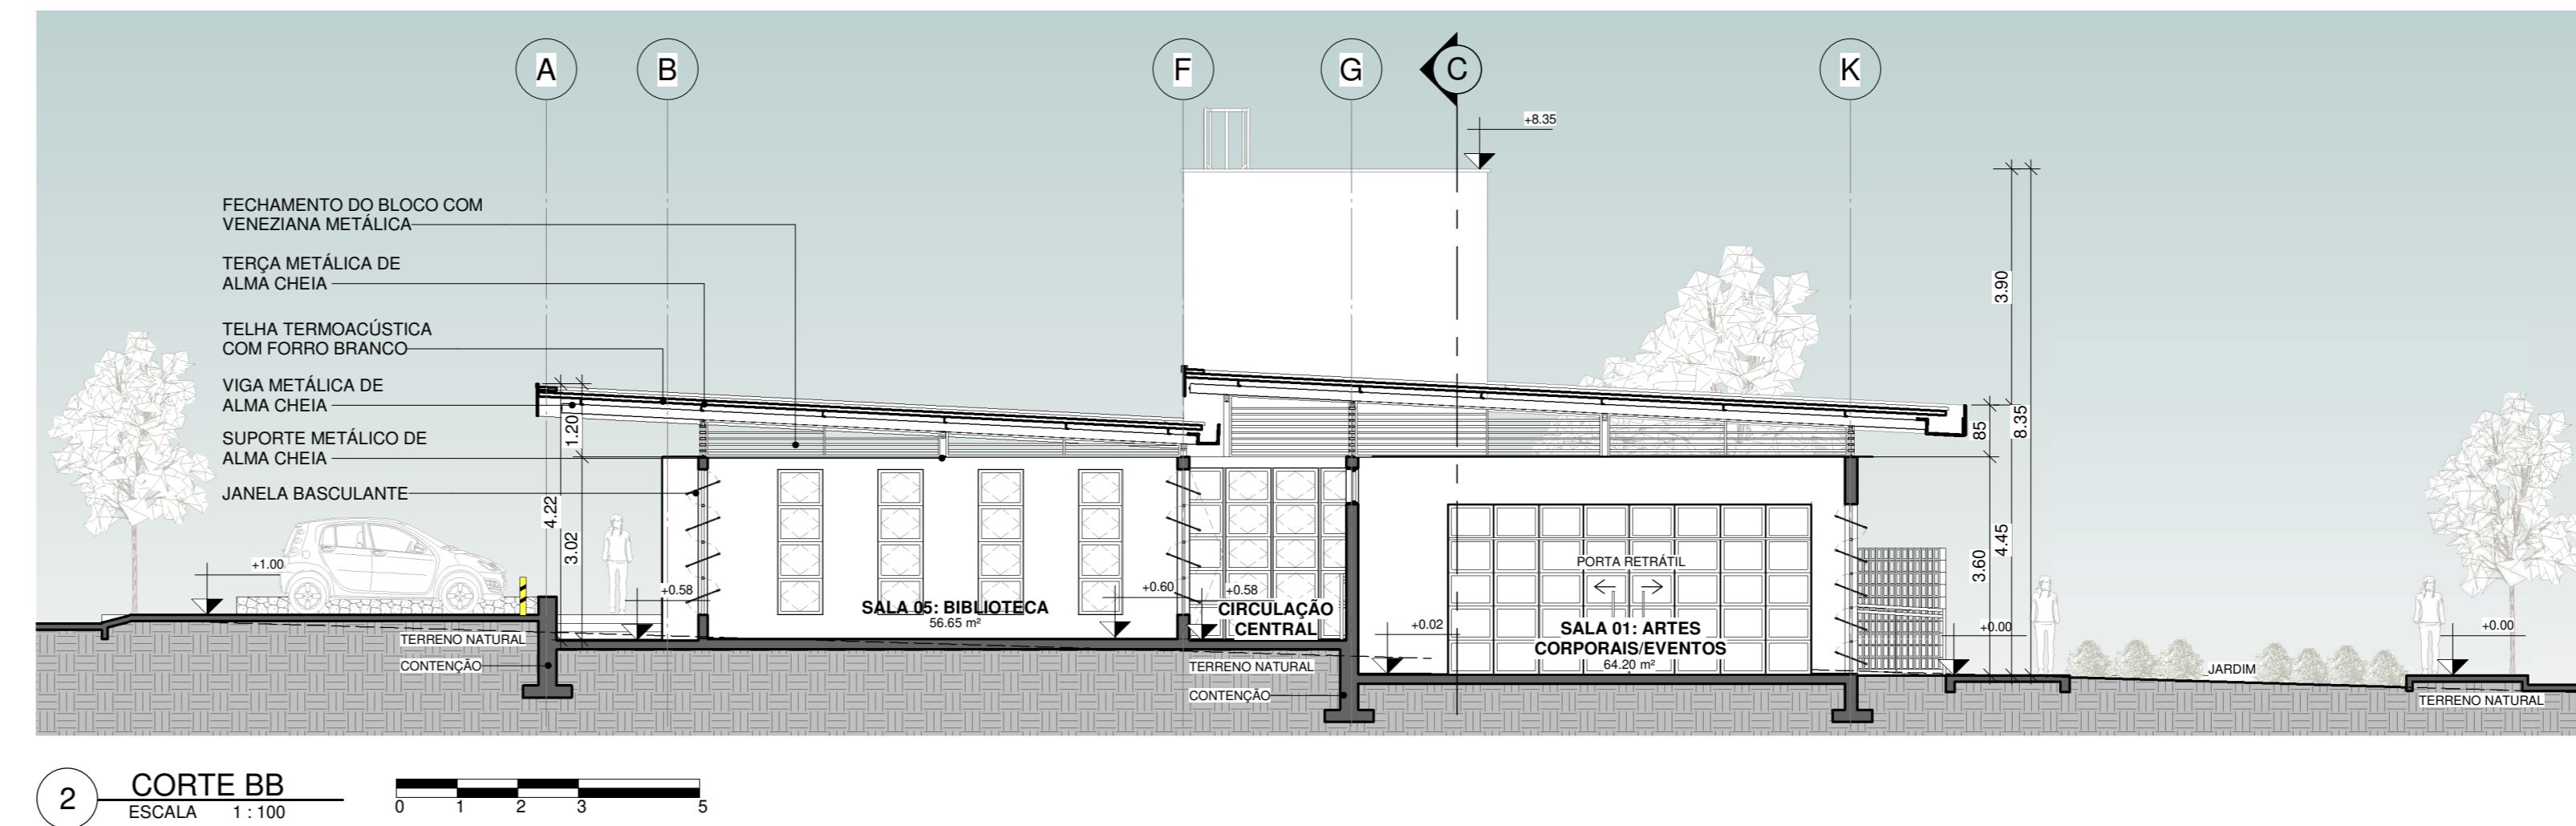 A
B
F
G
C
K
+8.35
FECHAMENTO DO BLOCO COM
VENEZIANA METÁLICA
TERÇA METÁLICA DE
ALMA CHEIA
TELHA TERMOACÚSTICA
COM FORRO BRANCO
VIGA METÁLICA DE
ALMA CHEIA
SUPORTE METÁLICO DE
ALMA CHEIA
JANELA BASCULANTE
1.20
4.22
3.02
3.90
8.35
85
4.45
3.60
+1.00
+0.58
+0.60
+0.58
+0.02
+0.00
+0.00
SALA 05: BIBLIOTECA
56.65 m²
CIRCULAÇÃO
CENTRAL
PORTA RETRÁTIL
SALA 01: ARTES
CORPORAIS/EVENTOS
64.20 m²
TERRENO NATURAL
CONTENÇÃO
TERRENO NATURAL
CONTENÇÃO
JARDIM
TERRENO NATURAL
2
CORTE BB
ESCALA 1 : 100
0 1 2 3 5